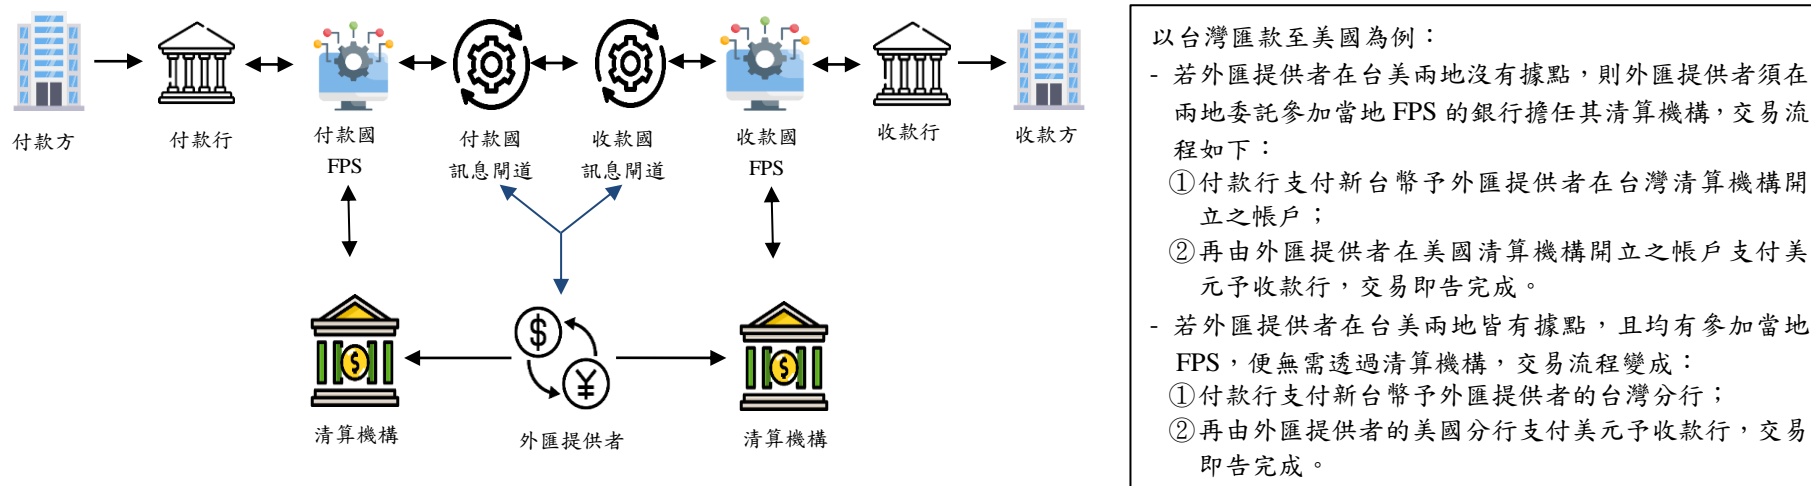 付款方
付款行
付款國
FPS
付款國
訊息閘道
收款國
訊息閘道
收款國
FPS
收款行
收款方
清算機構
外匯提供者
清算機構
以台灣匯款至美國為例：
- 若外匯提供者在台美兩地沒有據點，則外匯提供者須在
兩地委託參加當地 FPS 的銀行擔任其清算機構，交易流
程如下：
①付款行支付新台幣予外匯提供者在台灣清算機構開
立之帳戶；
②再由外匯提供者在美國清算機構開立之帳戶支付美
元予收款行，交易即告完成。
- 若外匯提供者在台美兩地皆有據點，且均有參加當地
FPS，便無需透過清算機構，交易流程變成：
①付款行支付新台幣予外匯提供者的台灣分行；
②再由外匯提供者的美國分行支付美元予收款行，交易
即告完成。